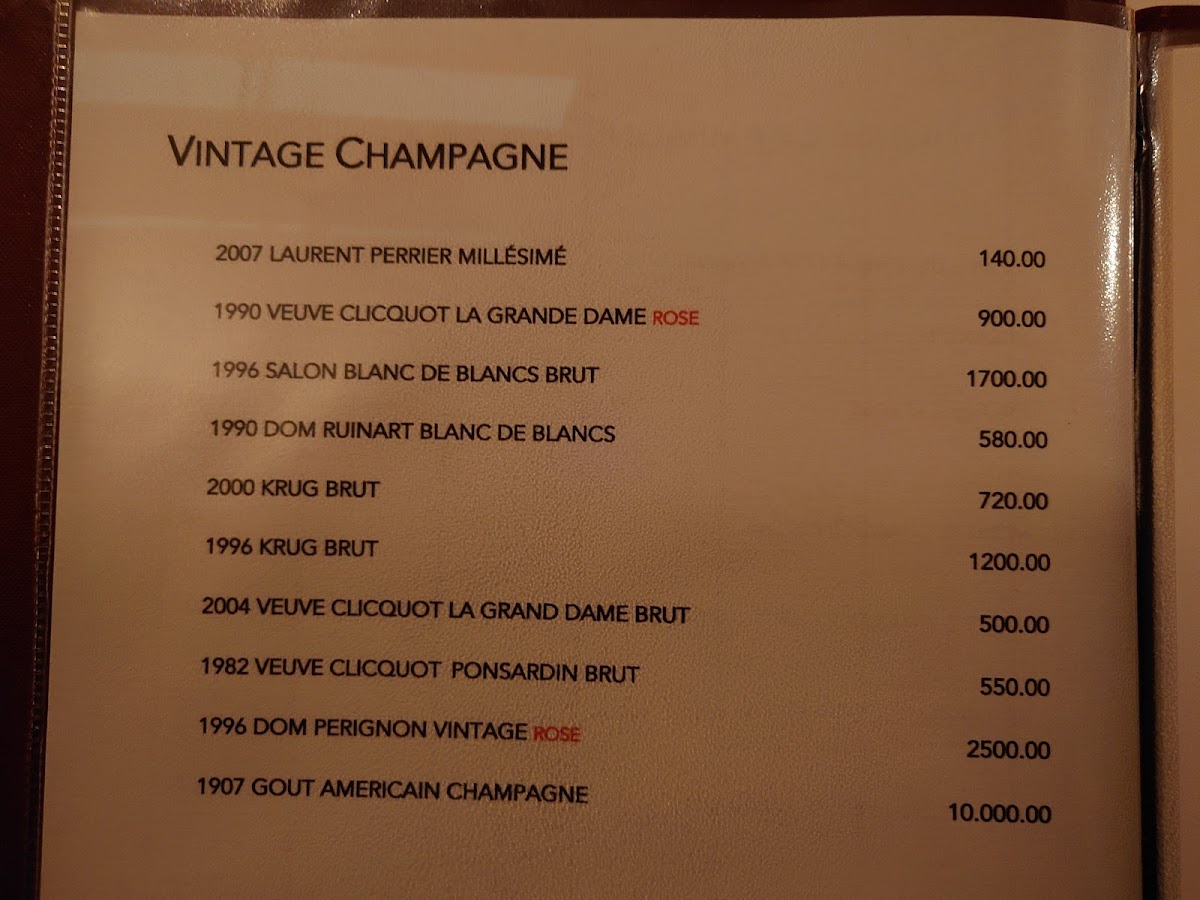 VINTAGE CHAMPAGNE
2007 LAURENT PERRIER MILLÉSIMÉ 140.00
1990 VEUVE CLICQUOT LA GRANDE DAME ROSE 900.00
1996 SALON BLANC DE BLANCS BRUT 1700.00
1990 DOM RUINART BLANC DE BLANCS 580.00
2000 KRUG BRUT 720.00
1996 KRUG BRUT 1200.00
2004 VEUVE CLICQUOT LA GRAND DAME BRUT 500.00
1982 VEUVE CLICQUOT PONSARDIN BRUT 550.00
1996 DOM PERIGNON VINTAGE ROSE 2500.00
1907 GOUT AMERICAIN CHAMPAGNE 10.000.00